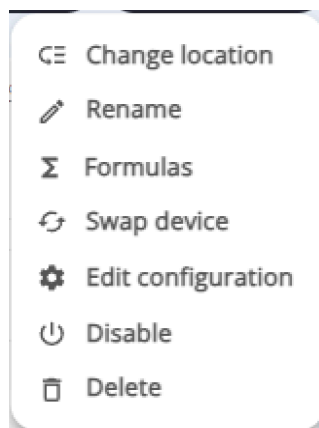 Change location
Rename
Formulas
Swap device
Edit configuration
Disable
Delete